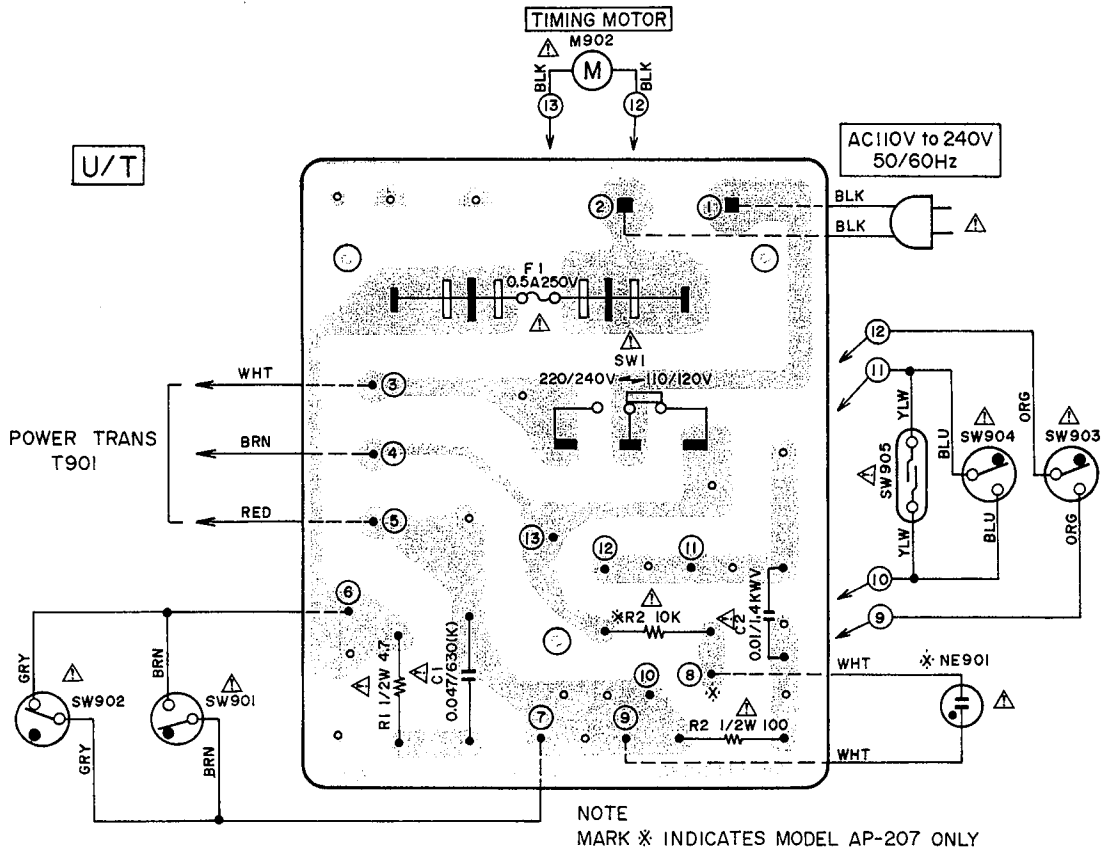 TIMING MOTOR
M902
BLK
M
BLK
13
12
U/T
AC110V to 240V
50/60Hz
2
1
BLK
BLK
F1
0.5A250V
SW1
220/240V 110/120V
12
11
WHT
3
POWER TRANS
T901
BRN
4
RED
5
YLW
BLU
ORG
SW905
SW904
SW903
YLW
BLU
ORG
13
12
11
10
9
6
※R2 10K
C2
0.01/1.4KWV
GRY
BRN
SW902
SW901
R1 1/2W 4.7
C1
0.047/630(K)
10
8
※
WHT
※ NE901
7
9
R2 1/2W 100
GRY
BRN
WHT
NOTE
MARK ※ INDICATES MODEL AP-207 ONLY